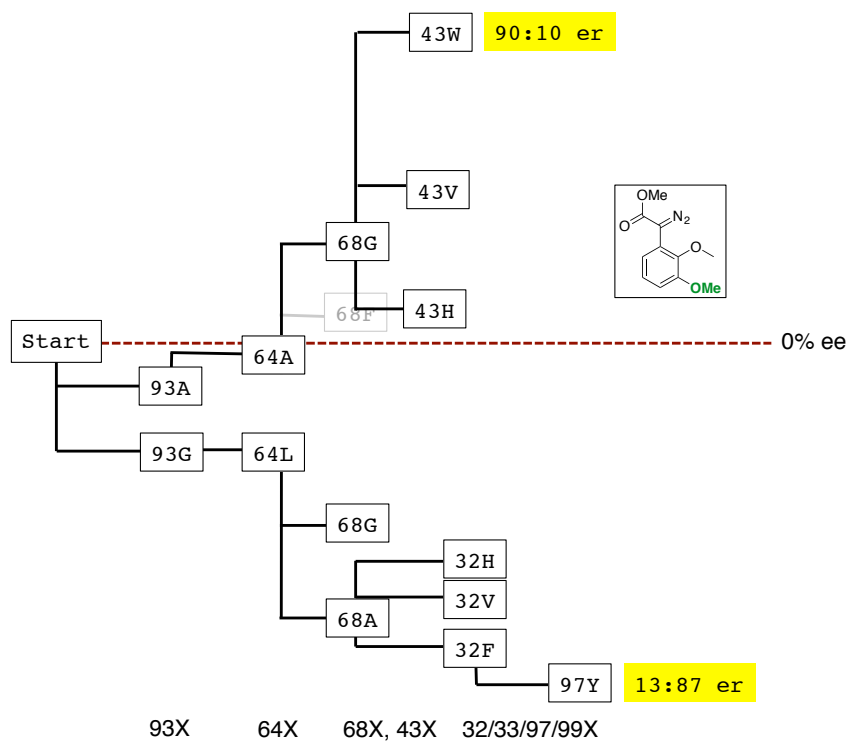 43W
90:10 er
43V
OMe
N2
O
O
OMe
68G
68F
43H
Start
0% ee
64A
93A
93G
64L
68G
32H
32V
68A
32F
97Y
13:87 er
93X
64X
68X, 43X
32/33/97/99X